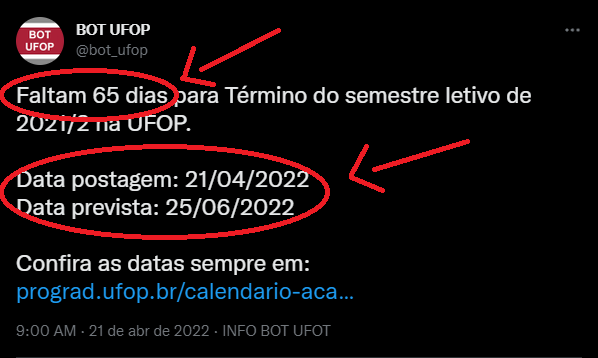 BOT UFOP
BOT
UFOP
@bot_ufop
Faltam 65 dias para Término do semestre letivo de
2021/2 na UFOP.
Data postagem: 21/04/2022
Data prevista: 25/06/2022
Confira as datas sempre em:
prograd.ufop.br/calendario-aca...
9:00 AM · 21 de abr de 2022 · INFO BOT UFOT